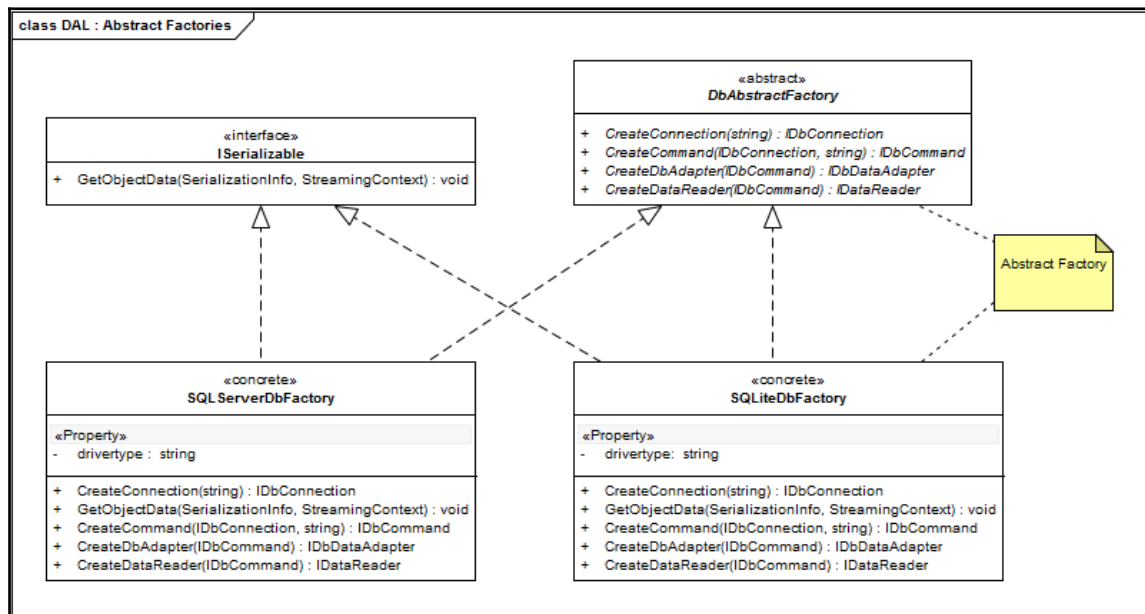 class DAL : Abstract Factories
«interface»
ISerializable
+ GetObjectData(SerializationInfo, StreamingContext) : void
«abstract»
DbAbstractFactory
+ CreateConnection(string) : IDbConnection
+ CreateCommand(IDbConnection, string) : IDbCommand
+ CreateDbAdapter(IDbCommand) : IDbDataAdapter
+ CreateDataReader(IDbCommand) : IDataReader
Abstract Factory
«concrete»
SQLServerDbFactory
«Property»
- drivertype : string
+ CreateConnection(string) : IDbConnection
+ GetObjectData(SerializationInfo, StreamingContext) : void
+ CreateCommand(IDbConnection, string) : IDbCommand
+ CreateDbAdapter(IDbCommand) : IDbDataAdapter
+ CreateDataReader(IDbCommand) : IDataReader
«concrete»
SQLiteDbFactory
«Property»
- drivertype: string
+ CreateConnection(string) : IDbConnection
+ GetObjectData(SerializationInfo, StreamingContext) : void
+ CreateCommand(IDbConnection, string) : IDbCommand
+ CreateDbAdapter(IDbCommand) : IDbDataAdapter
+ CreateDataReader(IDbCommand) : IDataReader